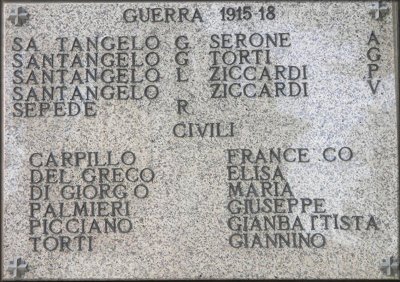 GUERRA 1915-18
SA TANGELO G SERONE A
SANTANGELO G TORTI G
SANTANGELO L ZICCARDI P
SANTANGELO L ZICCARDI V
SEPEDE R
CIVILI
CARPILLO FRANCE CO
DEL GRECO ELISA
DI GIORG O MARIA
PALMIERI GIUSEPPE
PICCIANO GIANBATTISTA
TORTI GIANNINO